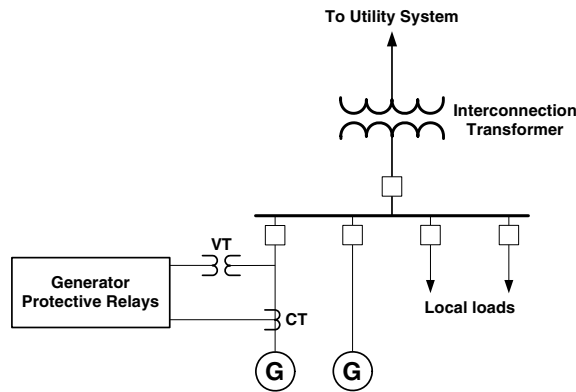 To Utility System
Interconnection
Transformer
VT
Generator
Protective Relays
CT
Local loads
G
G